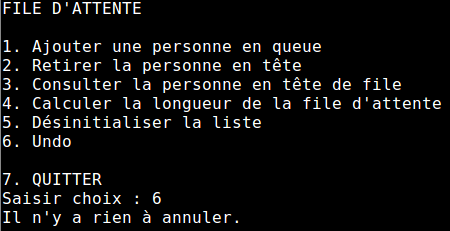 FILE D'ATTENTE
1. Ajouter une personne en queue
2. Retirer la personne en tête
3. Consulter la personne en tête de file
4. Calculer la longueur de la file d'attente
5. Désinitialiser la liste
6. Undo
7. QUITTER
Saisir choix : 6
Il n'y a rien à annuler.